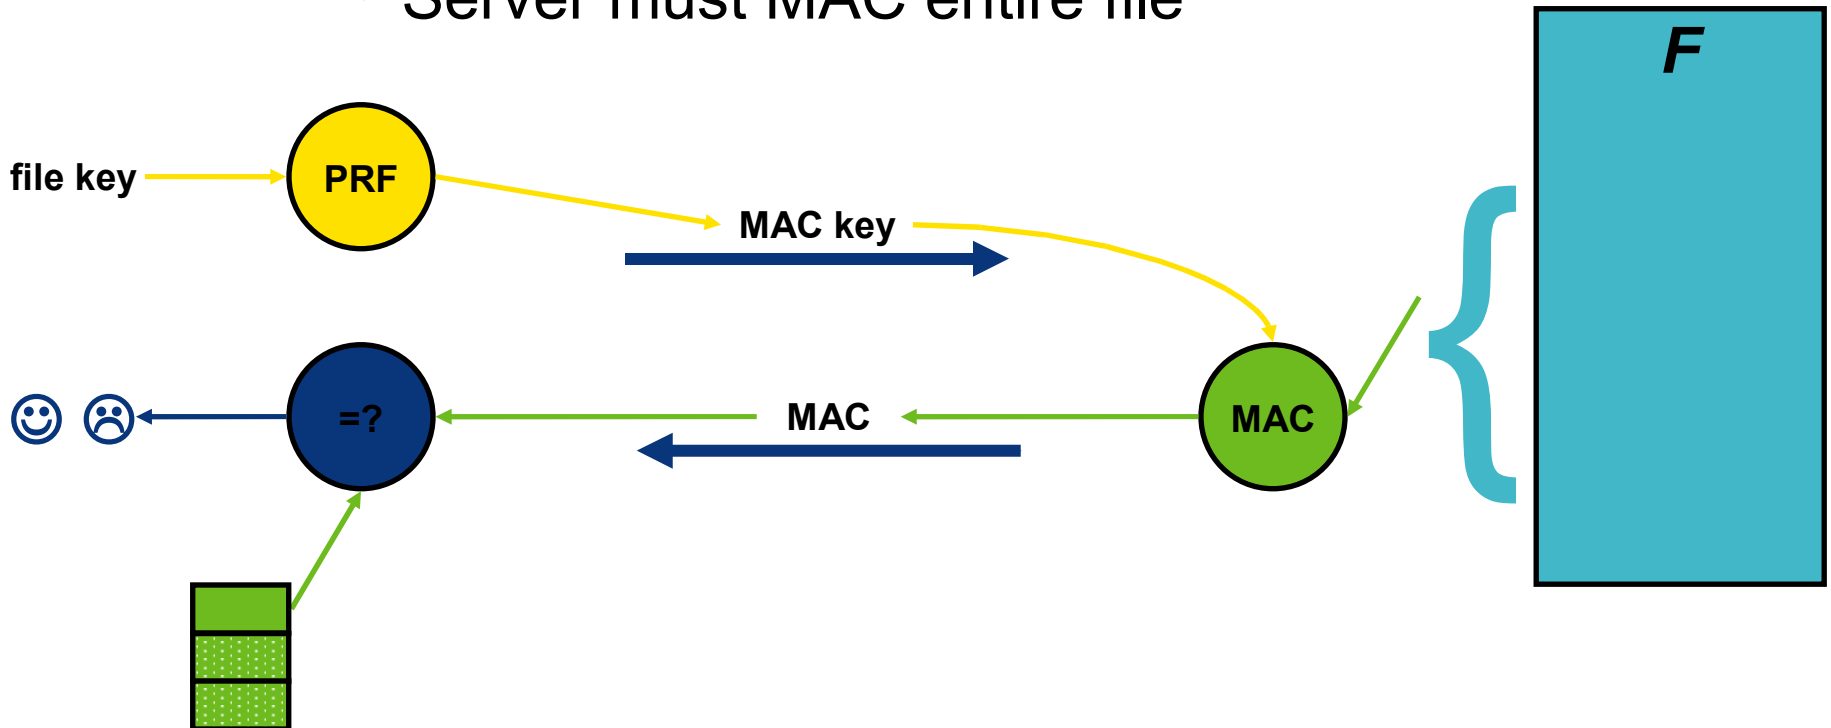 Server must MAC entire file
F
file key
PRF
MAC key
=?
MAC
MAC